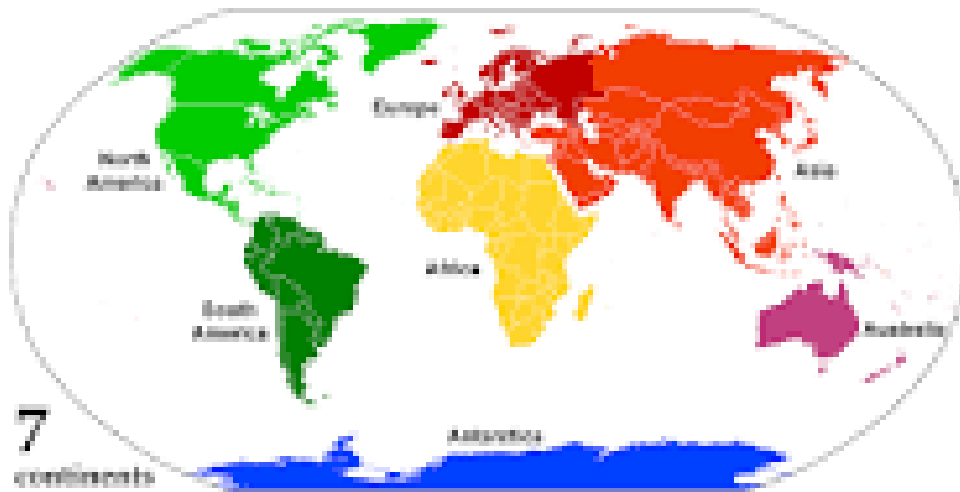 Europe
North
America
Asia
Africa
South
America
Australia
Antarctica
7
continents